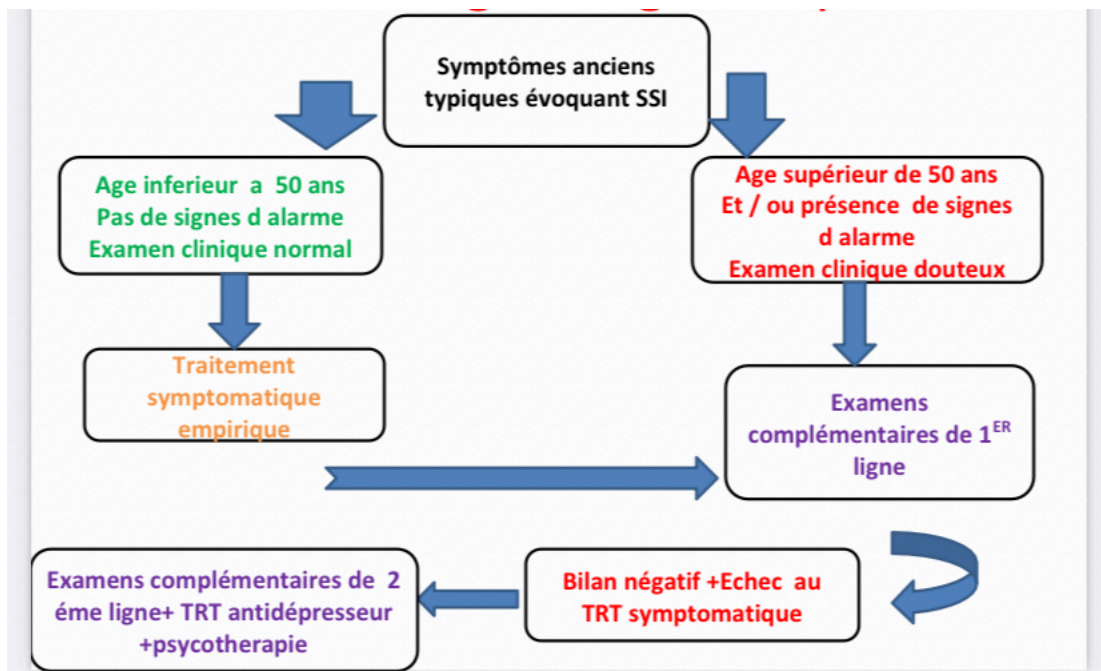 Symptômes anciens
typiques évoquant SSI
Age inferieur a 50 ans
Pas de signes d alarme
Examen clinique normal
Age supérieur de 50 ans
Et / ou présence de signes
d alarme
Examen clinique douteux
Traitement
symptomatique
empirique
Examens
complémentaires de 1ER
ligne
Bilan négatif +Echec au
TRT symptomatique
Examens complémentaires de 2
éme ligne+ TRT antidépresseur
+psycotherapie